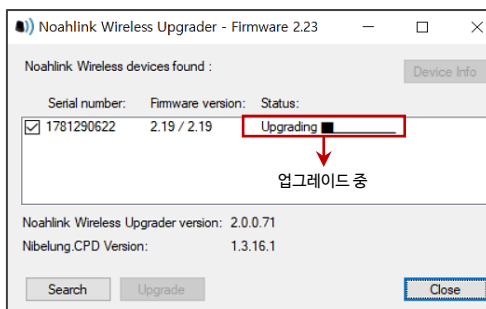 Noahlink Wireless Upgrader - Firmware 2.23
Noahlink Wireless devices found :
Device Info
Serial number: Firmware version: Status:
1781290622 2.19 / 2.19 Upgrading
업그레이드 중
Noahlink Wireless Upgrader version: 2.0.0.71
Nibelung.CPD Version: 1.3.16.1
Search Upgrade Close